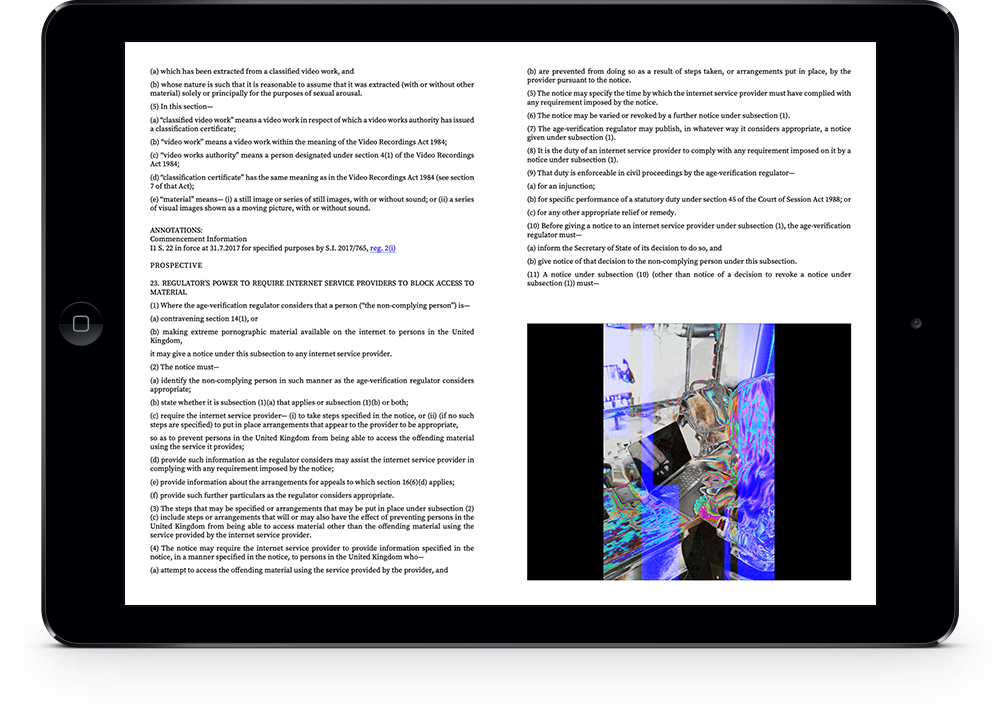 (a) which has been extracted from a classified video work, and
(b) whose nature is such that it is reasonable to assume that it was extracted (with or without other
material) solely or principally for the purposes of sexual arousal.
(5) In this section—
(a) “classified video work” means a video work in respect of which a video works authority has issued
a classification certificate;
(b) “video work” means a video work within the meaning of the Video Recordings Act 1984;
(c) “video works authority” means a person designated under section 4(1) of the Video Recordings
Act 1984;
(d) “classification certificate” has the same meaning as in the Video Recordings Act 1984 (see section
7 of that Act);
(e) “material” means— (i) a still image or series of still images, with or without sound; or (ii) a series
of visual images shown as a moving picture, with or without sound.
ANNOTATIONS:
Commencement Information
I1 S. 22 in force at 31.7.2017 for specified purposes by S.I. 2017/765, reg. 2(i)
PROSPECTIVE
23. REGULATOR'S POWER TO REQUIRE INTERNET SERVICE PROVIDERS TO BLOCK ACCESS TO
MATERIAL
(1) Where the age-verification regulator considers that a person (“the non-complying person”) is—
(a) contravening section 14(1), or
(b) making extreme pornographic material available on the internet to persons in the United
Kingdom,
it may give a notice under this subsection to any internet service provider.
(2) The notice must—
(a) identify the non-complying person in such manner as the age-verification regulator considers
appropriate;
(b) state whether it is subsection (1)(a) that applies or subsection (1)(b) or both;
(c) require the internet service provider— (i) to take steps specified in the notice, or (ii) (if no such
steps are specified) to put in place arrangements that appear to the provider to be appropriate,
so as to prevent persons in the United Kingdom from being able to access the offending material
using the service it provides;
(d) provide such information as the regulator considers may assist the internet service provider in
complying with any requirement imposed by the notice;
(e) provide information about the arrangements for appeals to which section 16(6)(d) applies;
(f) provide such further particulars as the regulator considers appropriate.
(3) The steps that may be specified or arrangements that may be put in place under subsection (2)
(c) include steps or arrangements that will or may also have the effect of preventing persons in the
United Kingdom from being able to access material other than the offending material using the
service provided by the internet service provider.
(4) The notice may require the internet service provider to provide information specified in the
notice, in a manner specified in the notice, to persons in the United Kingdom who—
(a) attempt to access the offending material using the service provided by the provider, and
(b) are prevented from doing so as a result of steps taken, or arrangements put in place, by the
provider pursuant to the notice.
(5) The notice may specify the time by which the internet service provider must have complied with
any requirement imposed by the notice.
(6) The notice may be varied or revoked by a further notice under subsection (1).
(7) The age-verification regulator may publish, in whatever way it considers appropriate, a notice
given under subsection (1).
(8) It is the duty of an internet service provider to comply with any requirement imposed on it by a
notice under subsection (1).
(9) That duty is enforceable in civil proceedings by the age-verification regulator—
(a) for an injunction;
(b) for specific performance of a statutory duty under section 45 of the Court of Session Act 1988; or
(c) for any other appropriate relief or remedy.
(10) Before giving a notice to an internet service provider under subsection (1), the age-verification
regulator must—
(a) inform the Secretary of State of its decision to do so, and
(b) give notice of that decision to the non-complying person under this subsection.
(11) A notice under subsection (10) (other than notice of a decision to revoke a notice under
subsection (1)) must—